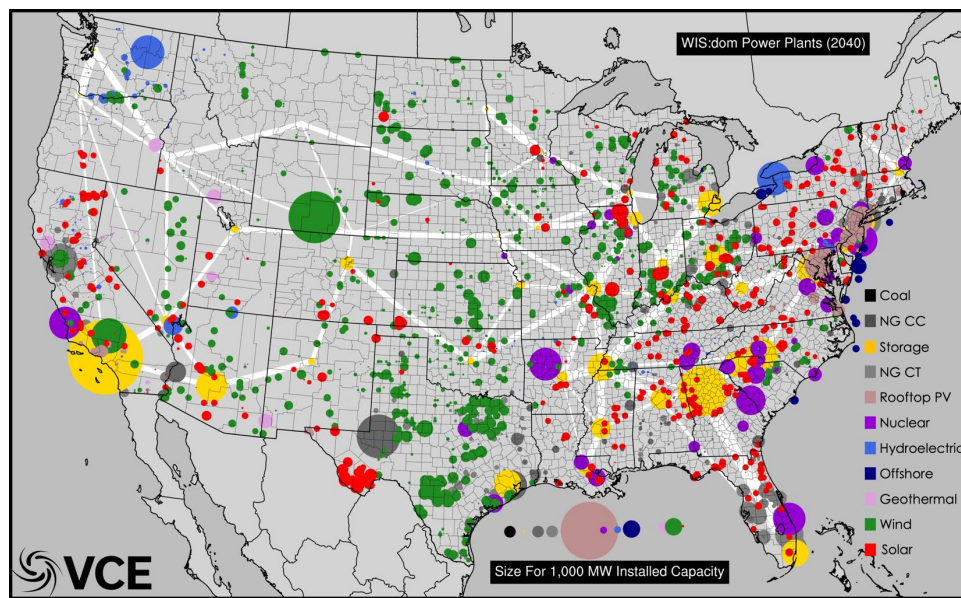 WIS:dom Power Plants (2040)
Coal
NG CC
Storage
NG CT
Rooftop PV
Nuclear
Hydroelectric
Offshore
Geothermal
Wind
Solar
Size For 1,000 MW Installed Capacity
VCE